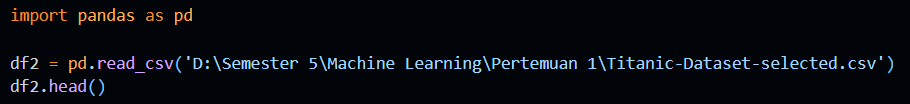 import pandas as pd
df2 = pd.read_csv('D:\Semester 5\Machine Learning\Pertemuan 1\Titanic-Dataset-selected.csv')
df2.head()